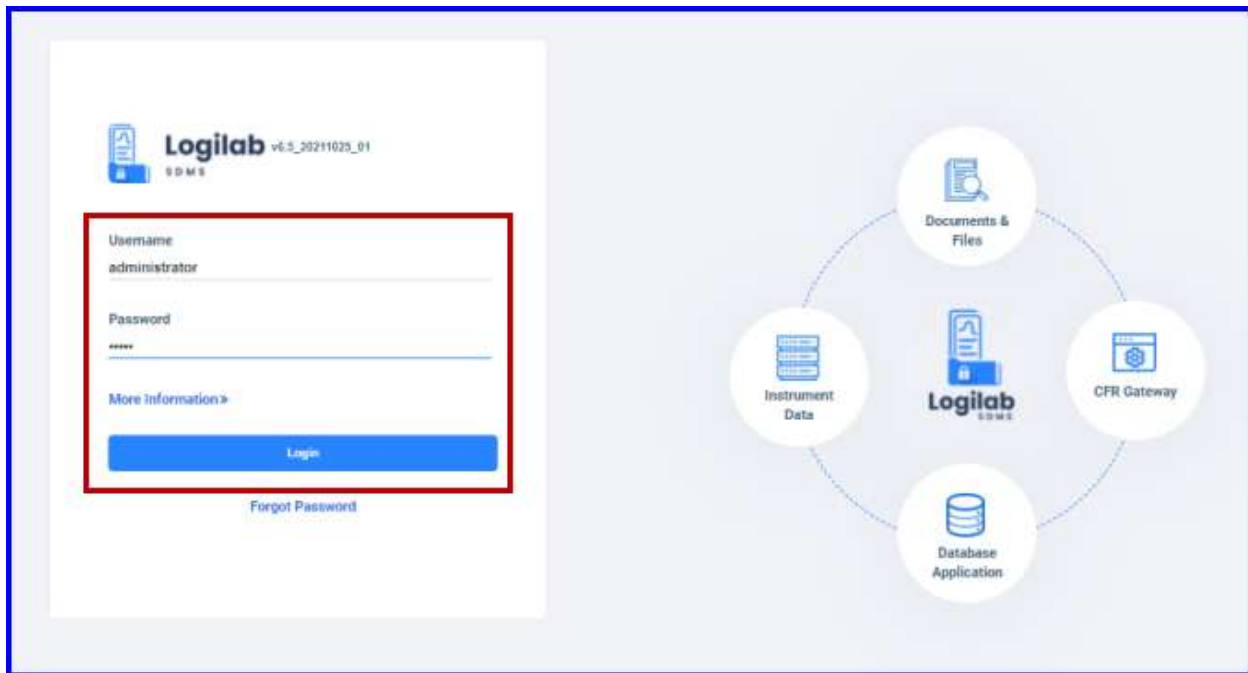 Logilab v6.5_20211025_01
SDMS
Username
administrator
Password
•••••
More Information»
Login
Forgot Password
Documents &
Files
Instrument
Data
Logilab
SDMS
CFR Gateway
Database
Application